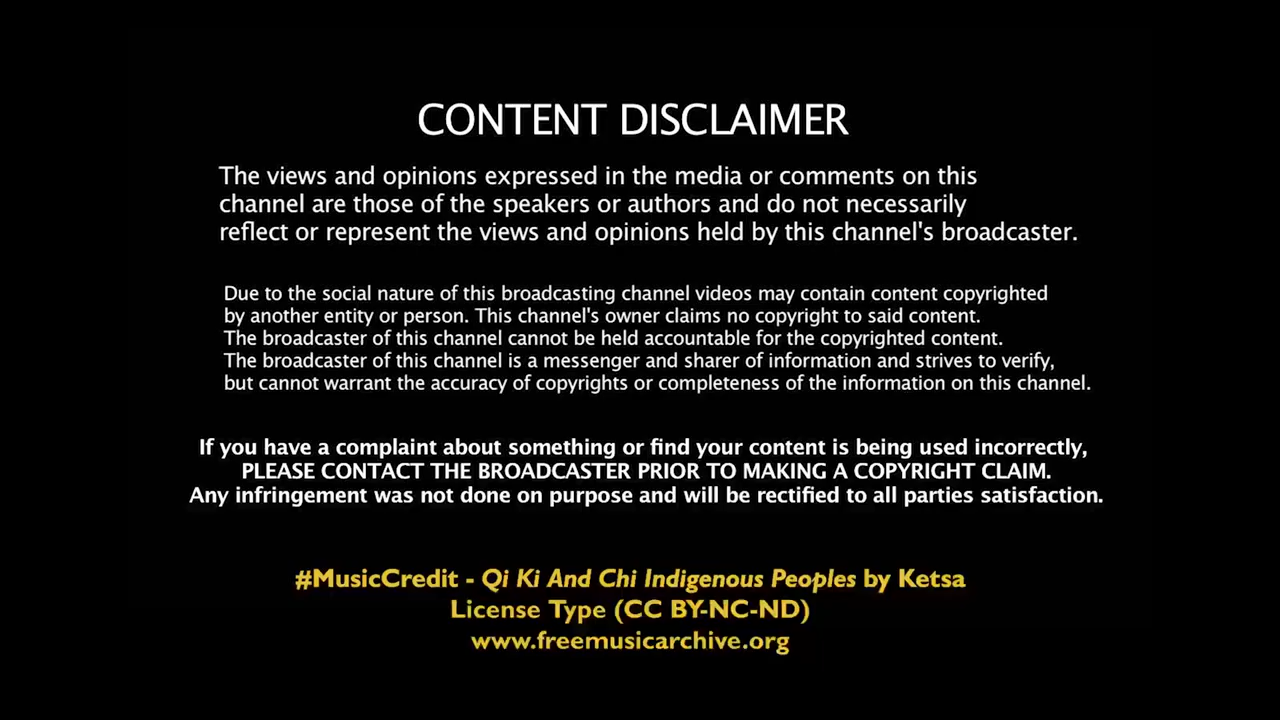 CONTENT DISCLAIMER
The views and opinions expressed in the media or comments on this
channel are those of the speakers or authors and do not necessarily
reflect or represent the views and opinions held by this channel's broadcaster.
Due to the social nature of this broadcasting channel videos may contain content copyrighted
by another entity or person. This channel's owner claims no copyright to said content.
The broadcaster of this channel cannot be held accountable for the copyrighted content.
The broadcaster of this channel is a messenger and sharer of information and strives to verify,
but cannot warrant the accuracy of copyrights or completeness of the information on this channel.
If you have a complaint about something or find your content is being used incorrectly,
PLEASE CONTACT THE BROADCASTER PRIOR TO MAKING A COPYRIGHT CLAIM.
Any infringement was not done on purpose and will be rectified to all parties satisfaction.
#MusicCredit - Qi Ki And Chi Indigenous Peoples by Ketsa
License Type (CC BY-NC-ND)
www.freemusicarchive.org